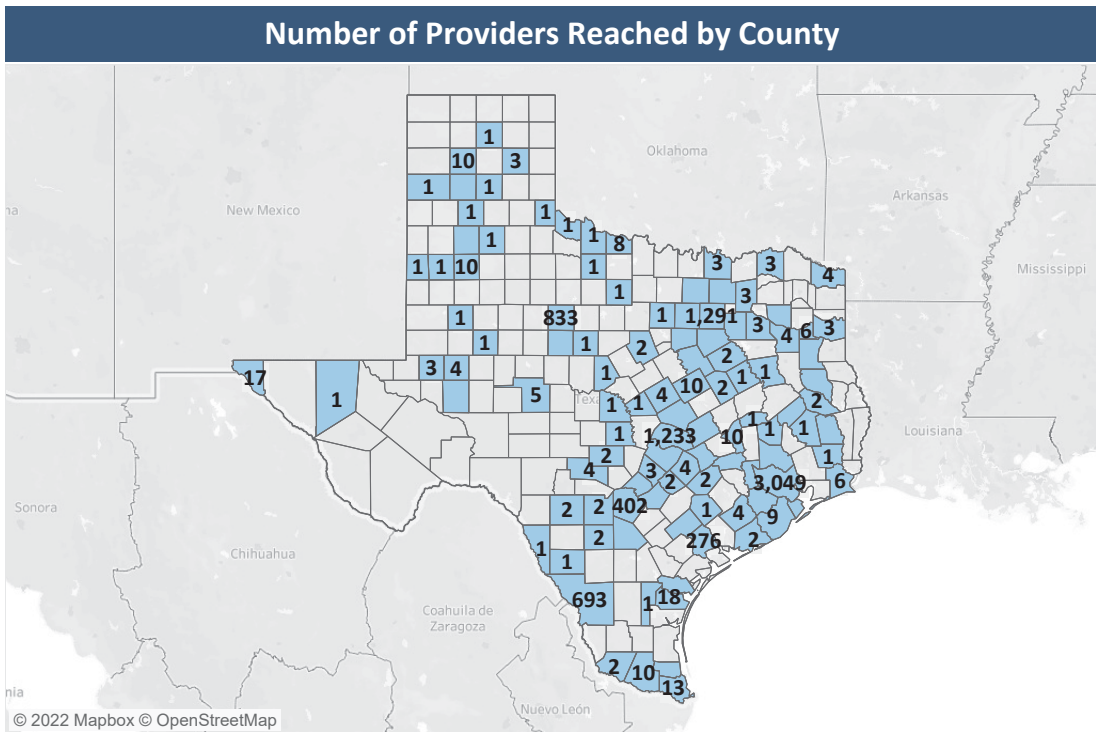 Number of Providers Reached by County
1
Oklahoma
10 3
Arkansas
1 1
na New Mexico 1 1 1
1 1 8
1 1 10 1 3 3 4 Mississippi
1 3
1 833 1 1,291 3 4 6 3
1 1 2 2
3 4 1 1 1
17 1 5 Texa 1 1 4 10 2 2
1 1,233 10 1 1 1 Louisiana
2 1
4 3 4 3,049 6
Sonora 2 2 402 2 2 1 4 9
Chihuahua 1 2 276 2
1
693 1 18
Coahuila de
Zaragoza
2 10
13
nia
Nuevo León
© 2022 Mapbox © OpenStreetMap